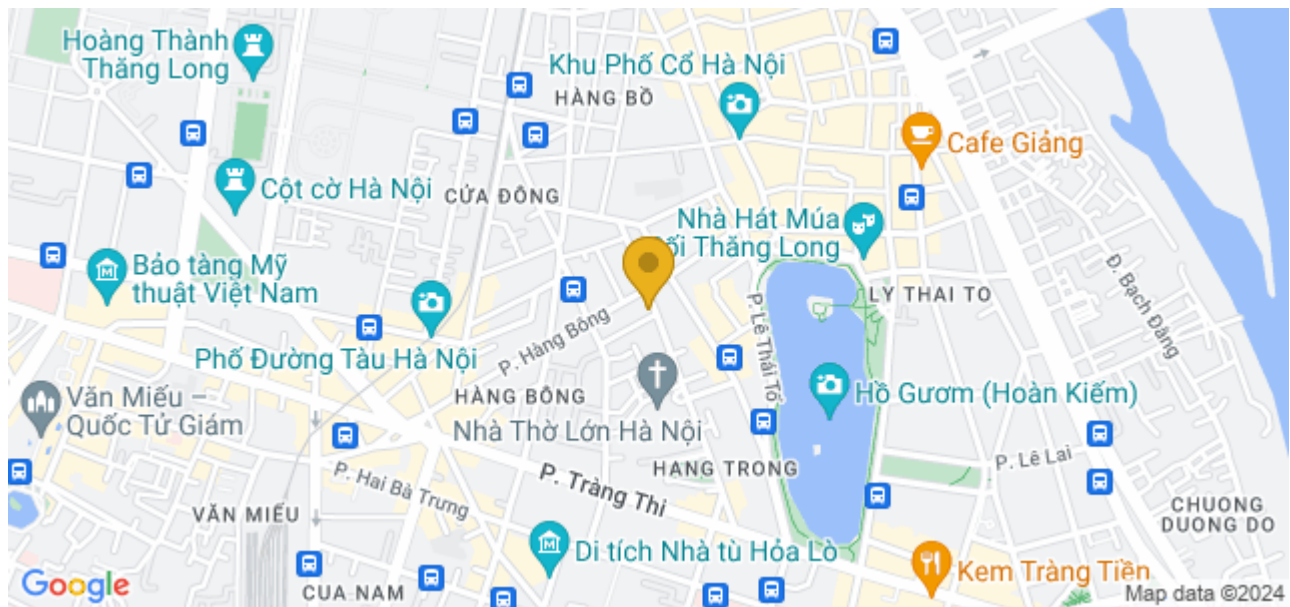 Hoàng Thành
Thăng Long
Khu Phố Cổ Hà Nội
HÀNG BỒ
Cafe Giảng
Cột cờ Hà Nội
CỬA ĐÔNG
Nhà Hát Múa
ối Thăng Long
Bảo tàng Mỹ
thuật Việt Nam
LY THAI TO
Đ. Bạch Đằng
P. Lê Thái Tổ
P. Hàng Bông
Phố Đường Tàu Hà Nội
HÀNG BÔNG
Hồ Gươm (Hoàn Kiếm)
Văn Miếu –
Quốc Tử Giám
Nhà Thờ Lớn Hà Nội
HANG TRONG
P. Lê Lai
P. Hai Bà Trưng
P. Tràng Thi
VĂN MIẾU
CHUONG
DUONG DO
Di tích Nhà tù Hỏa Lò
Kem Tràng Tiền
CUA NAM
Google
Map data ©2024